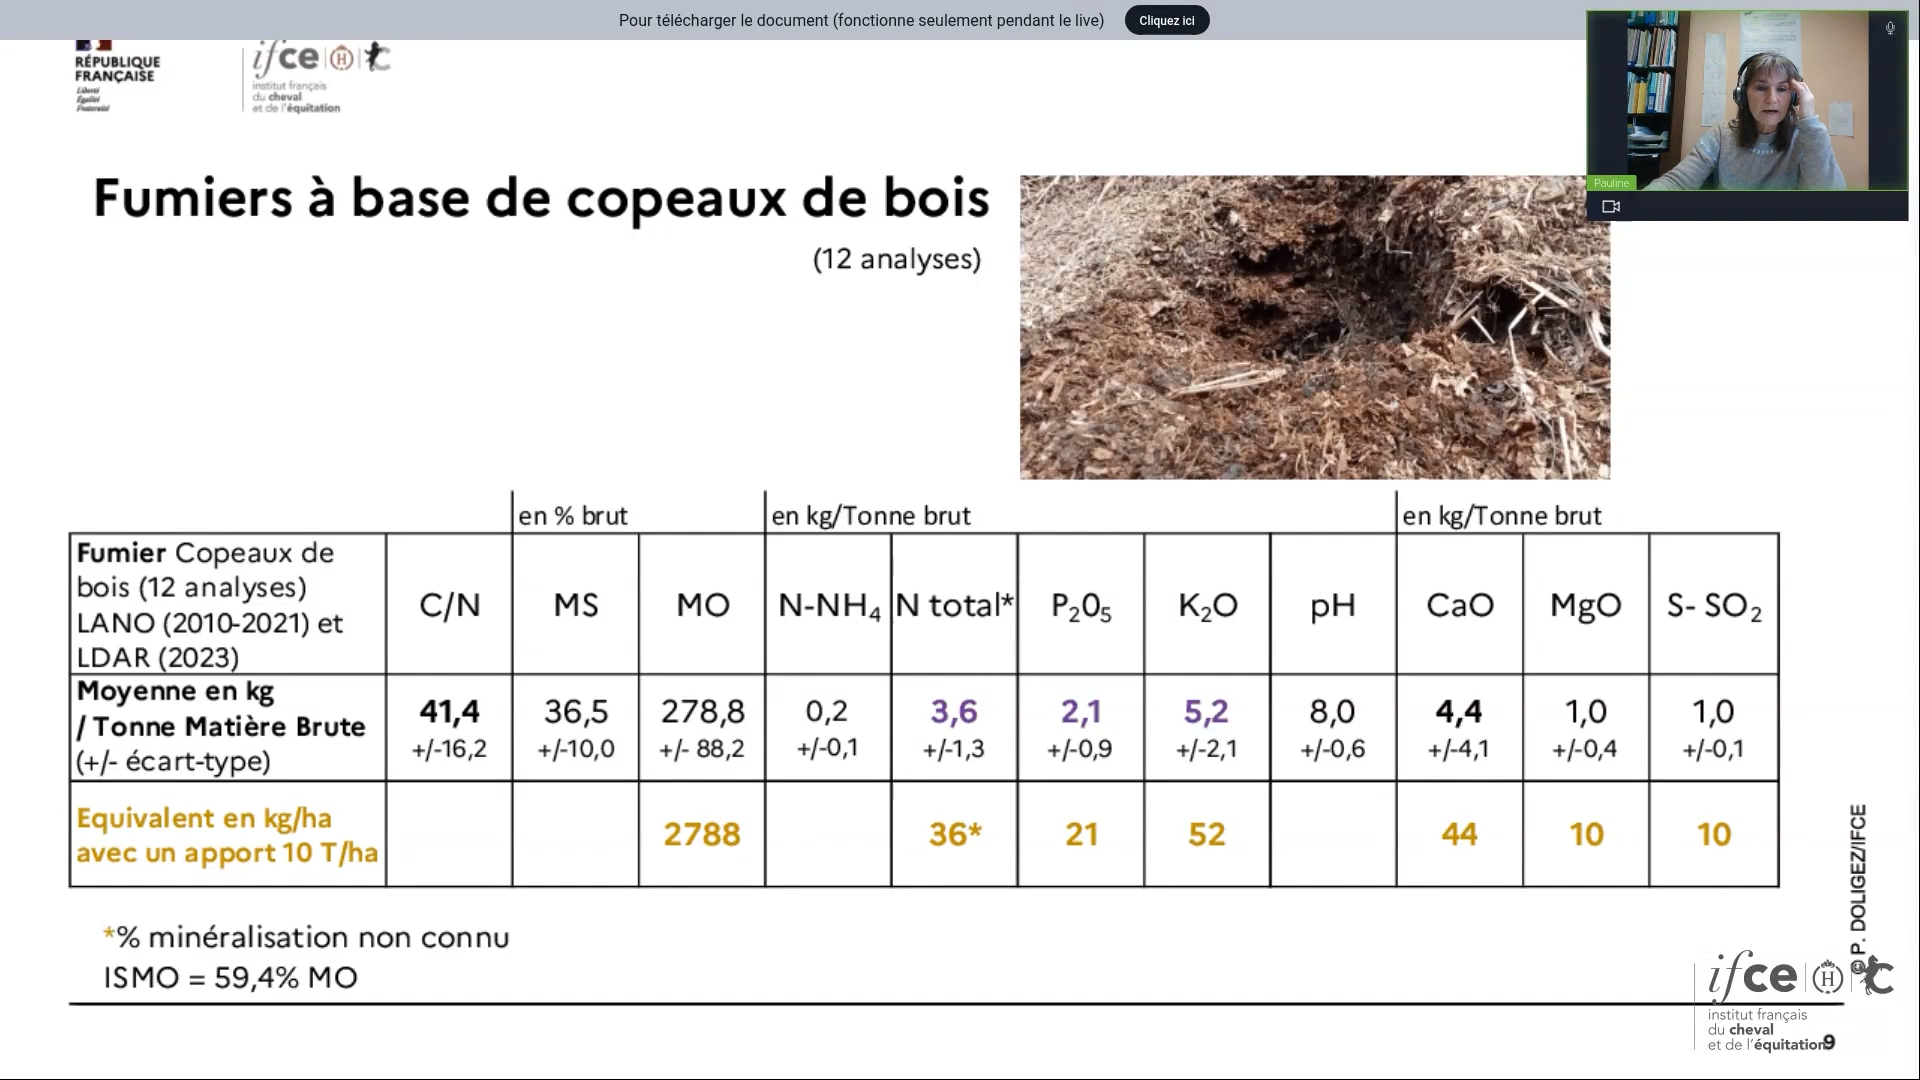 Pour télécharger le document (fonctionne seulement pendant le live) Cliquez ici
RÉPUBLIQUE
FRANÇAISE
Liberté
Égalité
Fraternité
ifce
institut français
du cheval
et de l'équitation
Pauline
Fumiers à base de copeaux de bois
(12 analyses)
en % brut
en kg/Tonne brut
en kg/Tonne brut
Fumier Copeaux de
bois (12 analyses)
LANO (2010-2021) et
LDAR (2023)
C/N MS MO N-NH4 N total* P205 K2O pH CaO MgO S- SO2
Moyenne en kg
/ Tonne Matière Brute
(+/- écart-type)
41,4 36,5 278,8 0,2 3,6 2,1 5,2 8,0 4,4 1,0 1,0
+/-16,2 +/-10,0 +/- 88,2 +/-0,1 +/-1,3 +/-0,9 +/-2,1 +/-0,6 +/-4,1 +/-0,4 +/-0,1
Equivalent en kg/ha
avec un apport 10 T/ha
2788 36* 21 52 44 10 10
*% minéralisation non connu
ISMO = 59,4% MO
© P. DOLIGEZ/IFCE
ifce
institut français
du cheval
et de l'équitation
9